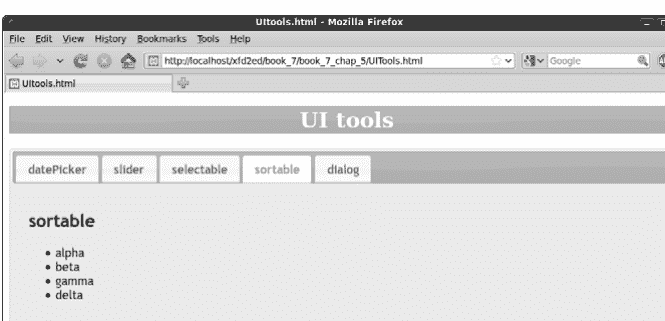 UItools.html - Mozilla Firefox
File Edit View History Bookmarks Tools Help
http://localhost/xfd2ed/book_7/book_7_chap_5/UITools.html Google
UItools.html
UI tools
datePicker slider selectable sortable dialog
sortable
• alpha
• beta
• gamma
• delta